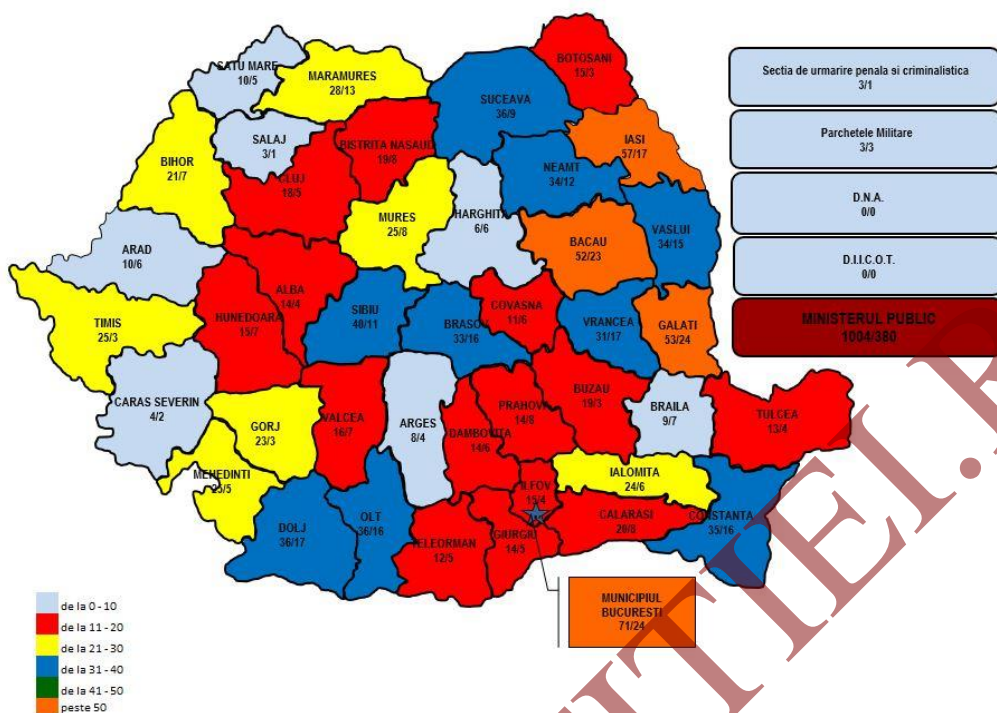 SATU MARE
10/5
MARAMURES
28/13
SUCEAVA
36/9
BOTOSANI
15/3
Sectia de urmarire penala si criminalistica
3/1
Parchetele Militare
3/3
D.N.A.
0/0
D.I.I.C.O.T.
0/0
MINISTERUL PUBLIC
1004/380
BIHOR
21/7
SALAJ
3/1
CLUJ
18/5
BISTRITA NASAUD
19/8
IASI
57/17
NEAMT
34/12
MURES
25/8
HARGHITA
6/6
BACAU
52/23
VASLUI
34/15
ARAD
10/6
ALBA
14/4
HUNEDOARA
15/7
TIMIS
25/3
SIBIU
40/11
BRASOV
33/16
COVASNA
11/6
VRANCEA
31/17
GALATI
53/24
CARAS SEVERIN
4/2
GORJ
23/3
VALCEA
16/7
ARGES
8/4
DAMBOVITA
14/6
PRAHOVA
14/8
BUZAU
19/3
BRAILA
9/7
TULCEA
13/4
MEHEDINTI
25/5
DOLJ
36/17
OLT
36/16
TELEORMAN
12/5
GIURGIU
14/5
ILFOV
15/4
IALOMITA
24/6
CALARASI
20/8
CONSTANTA
35/16
MUNICIPIUL
BUCURESTI
71/24
de la 0 - 10
de la 11 - 20
de la 21 - 30
de la 31 - 40
de la 41 - 50
peste 50